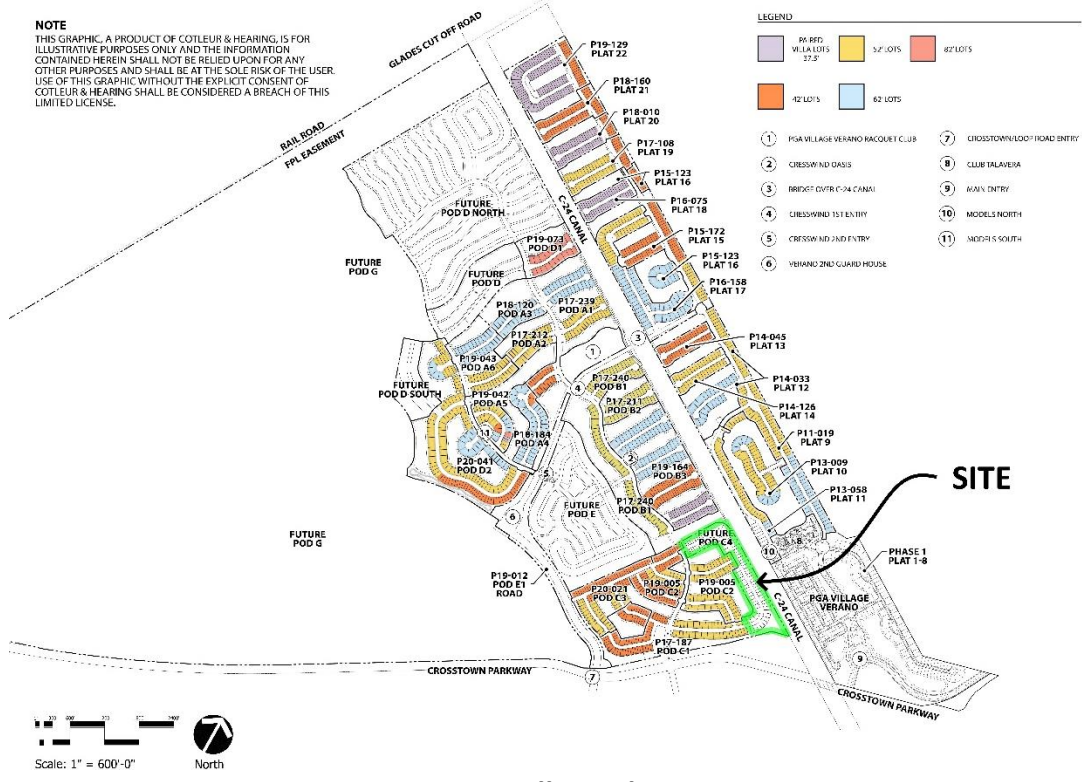 NOTE
THIS GRAPHIC, A PRODUCT OF COTLEUR & HEARING, IS FOR
ILLUSTRATIVE PURPOSES ONLY AND THE INFORMATION
CONTAINED HEREIN SHALL NOT BE RELIED UPON FOR ANY
OTHER PURPOSES AND SHALL BE AT THE SOLE RISK OF THE USER.
USE OF THIS GRAPHIC WITHOUT THE EXPLICIT CONSENT OF
COTLEUR & HEARING SHALL BE CONSIDERED A BREACH OF THIS
LIMITED LICENSE.
LEGEND
PAIRED
VILLA LOTS
37.5'
52' LOTS
82' LOTS
42' LOTS
62' LOTS
1 PGA VILLAGE VERANO RACQUET CLUB
2 CRESSWIND OASIS
3 BRIDGE OVER C-24 CANAL
4 CRESSWIND 1ST ENTRY
5 CRESSWIND 2ND ENTRY
6 VERANO 2ND GUARD HOUSE
7 CROSSTOWN/LOOP ROAD ENTRY
8 CLUB TALAVERA
9 MAIN ENTRY
10 MODELS NORTH
11 MODELS SOUTH
GLADES CUT OFF ROAD
RAIL ROAD
FPL EASEMENT
C-24 CANAL
P19-129
PLAT 22
P18-160
PLAT 21
P18-010
PLAT 20
P17-108
PLAT 19
P15-123
PLAT 16
P16-075
PLAT 18
P15-172
PLAT 15
P15-123
PLAT 16
P16-158
PLAT 17
P14-045
PLAT 13
P14-033
PLAT 12
P14-126
PLAT 14
P11-019
PLAT 9
P13-009
PLAT 10
P13-058
PLAT 11
FUTURE
POD D NORTH
FUTURE
POD G
FUTURE
POD D
P19-073
POD D1
P18-120
POD A3
P17-239
POD A1
P17-212
POD A2
P19-043
POD A6
FUTURE
POD D SOUTH
P19-042
POD A5
P18-184
POD A4
P20-041
POD D2
1
3
4
11
5
2
6
P17-240
POD B1
P17-211
POD B2
P19-164
POD B3
P17-240
POD B1
FUTURE
POD E
FUTURE
POD G
P19-012
POD E1
ROAD
FUTURE
POD C4
P19-005
POD C2
P19-005
POD C2
P20-021
POD C3
P17-187
POD C1
SITE
10
8
PHASE 1
PLAT 1-8
PGA VILLAGE
VERANO
C-24 CANAL
9
7
CROSSTOWN PARKWAY
CROSSTOWN PARKWAY
Scale: 1" = 600'-0"
North